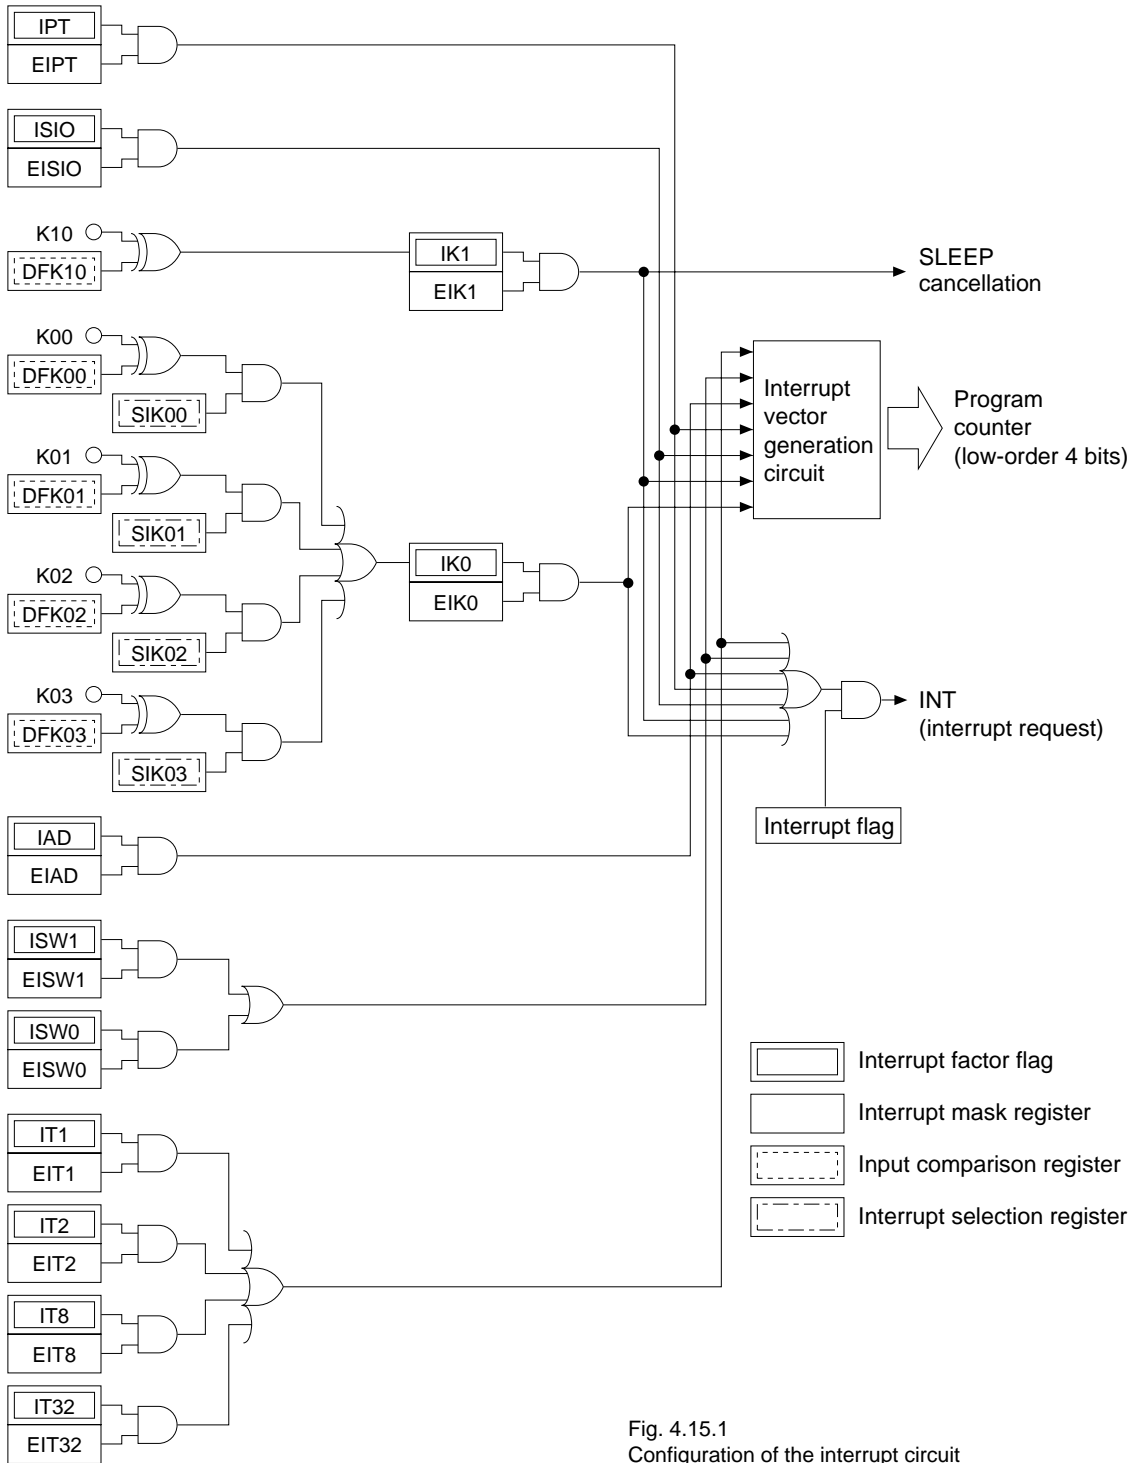 IPT
EIPT
ISIO
EISIO
K10
DFK10
IK1
EIK1
SLEEP
cancellation
K00
DFK00
SIK00
K01
DFK01
SIK01
K02
DFK02
SIK02
K03
DFK03
SIK03
IK0
EIK0
Interrupt
vector
generation
circuit
Program
counter
(low-order 4 bits)
INT
(interrupt request)
Interrupt flag
IAD
EIAD
ISW1
EISW1
ISW0
EISW0
IT1
EIT1
IT2
EIT2
IT8
EIT8
IT32
EIT32
Interrupt factor flag
Interrupt mask register
Input comparison register
Interrupt selection register
Fig. 4.15.1
Configuration of the interrupt circuit